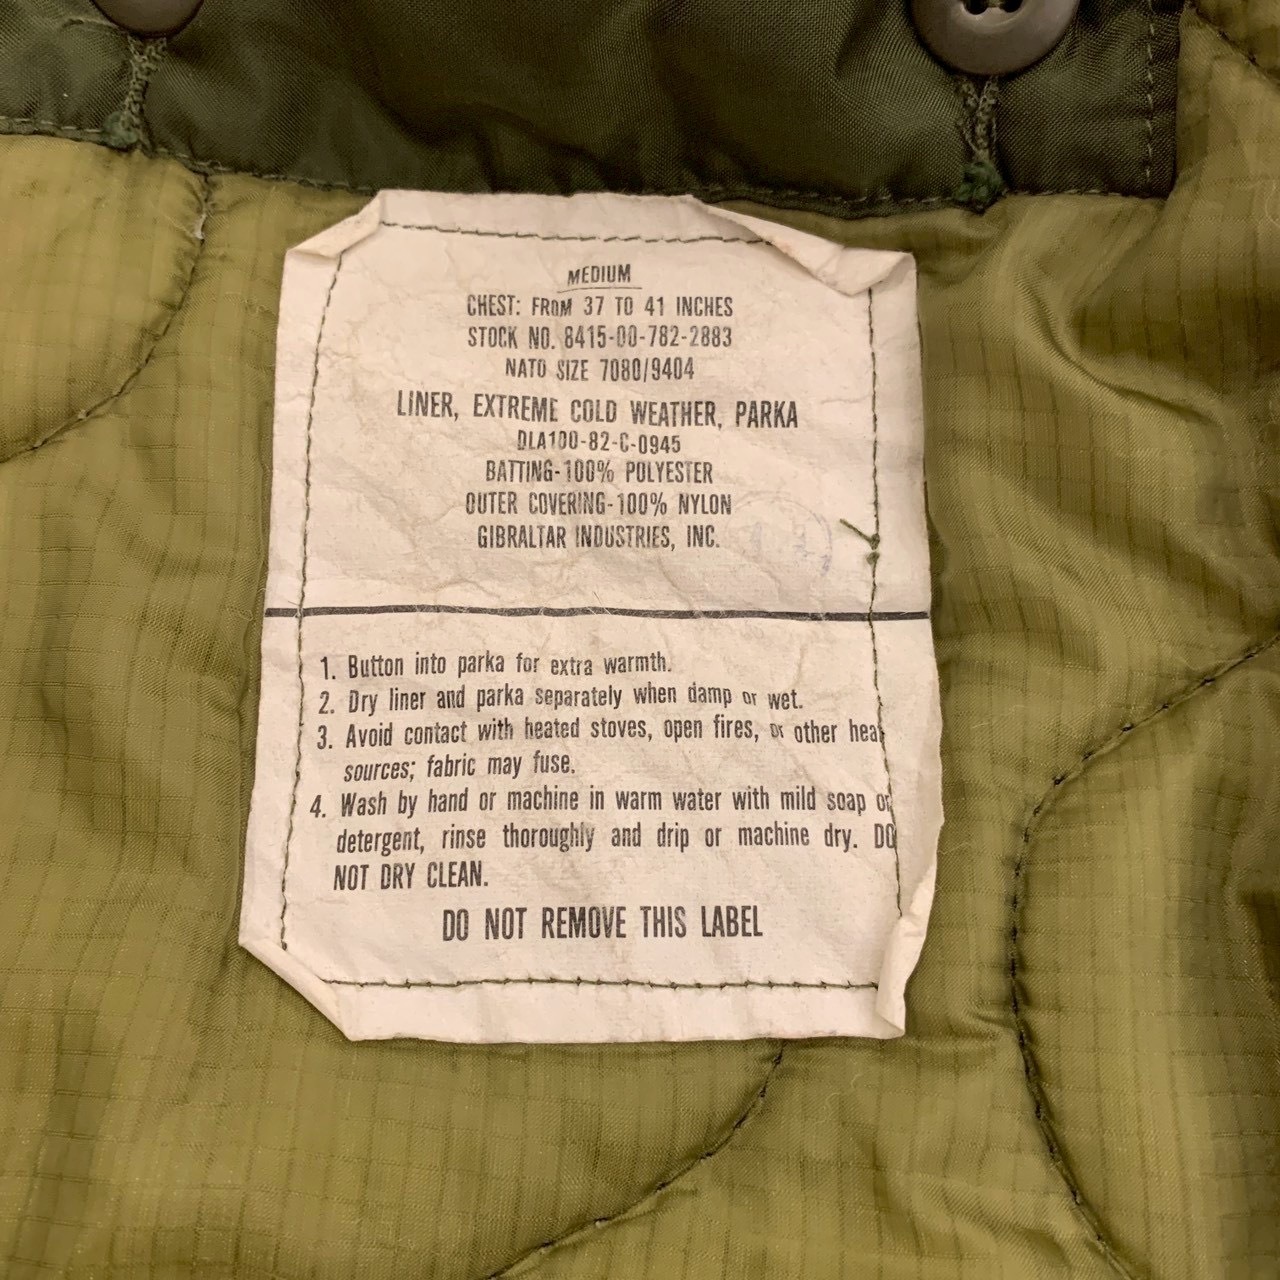 MEDIUM
CHEST: FROM 37 TO 41 INCHES
STOCK NO. 8415-00-782-2883
NATO SIZE 7080/9404
LINER, EXTREME COLD WEATHER, PARKA
DLA100-82-C-0945
BATTING-100% POLYESTER
OUTER COVERING-100% NYLON
GIBRALTAR INDUSTRIES, INC.
1. Button into parka for extra warmth.
2. Dry liner and parka separately when damp or wet.
3. Avoid contact with heated stoves, open fires, or other heat
sources; fabric may fuse.
4. Wash by hand or machine in warm water with mild soap or
detergent, rinse thoroughly and drip or machine dry. DO
NOT DRY CLEAN.
DO NOT REMOVE THIS LABEL